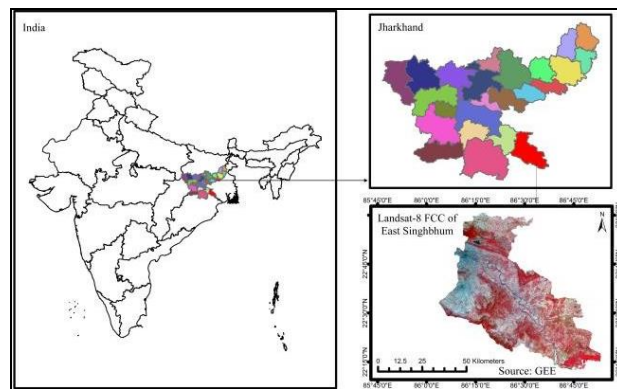 India
Jharkhand
85°45'0"E 86°0'0"E 86°15'0"E 86°30'0"E 86°45'0"E
Landsat-8 FCC of
East Singhbhum
N
22°45'0"N
22°30'0"N
22°15'0"N
0 12.5 25 50 Kilometers
Source: GEE
85°45'0"E 86°0'0"E 86°15'0"E 86°30'0"E 86°45'0"E